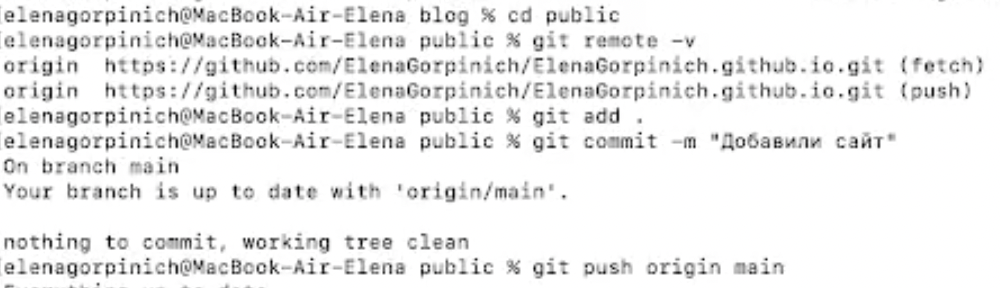 elenagorpinich@MacBook-Air-Elena blog % cd public
elenagorpinich@MacBook-Air-Elena public % git remote -v
origin  https://github.com/ElenaGorpinich/ElenaGorpinich.github.io.git (fetch)
origin  https://github.com/ElenaGorpinich/ElenaGorpinich.github.io.git (push)
elenagorpinich@MacBook-Air-Elena public % git add .
elenagorpinich@MacBook-Air-Elena public % git commit -m "Добавили сайт"
On branch main
Your branch is up to date with 'origin/main'.
nothing to commit, working tree clean
elenagorpinich@MacBook-Air-Elena public % git push origin main